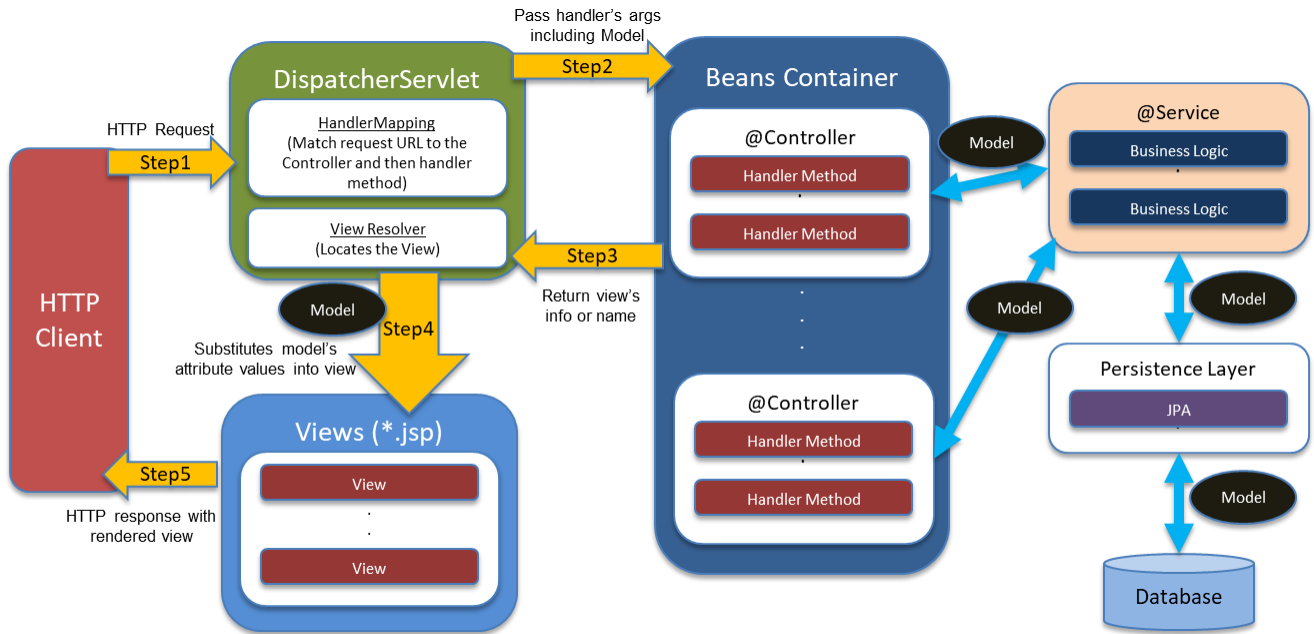 Pass handler's args
including Model
Step2
DispatcherServlet
HandlerMapping
(Match request URL to the
Controller and then handler
method)
View Resolver
(Locates the View)
HTTP Request
Step1
HTTP
Client
Beans Container
@Controller
Handler Method
.
Handler Method
.
.
.
@Controller
Handler Method
.
Handler Method
Model
@Service
Business Logic
.
Business Logic
Step3
Return view's
info or name
Model
Step4
Substitutes model's
attribute values into view
Model
Model
Persistence Layer
JPA
.
Model
Database
Views (*.jsp)
View
.
.
View
Step5
HTTP response with
rendered view